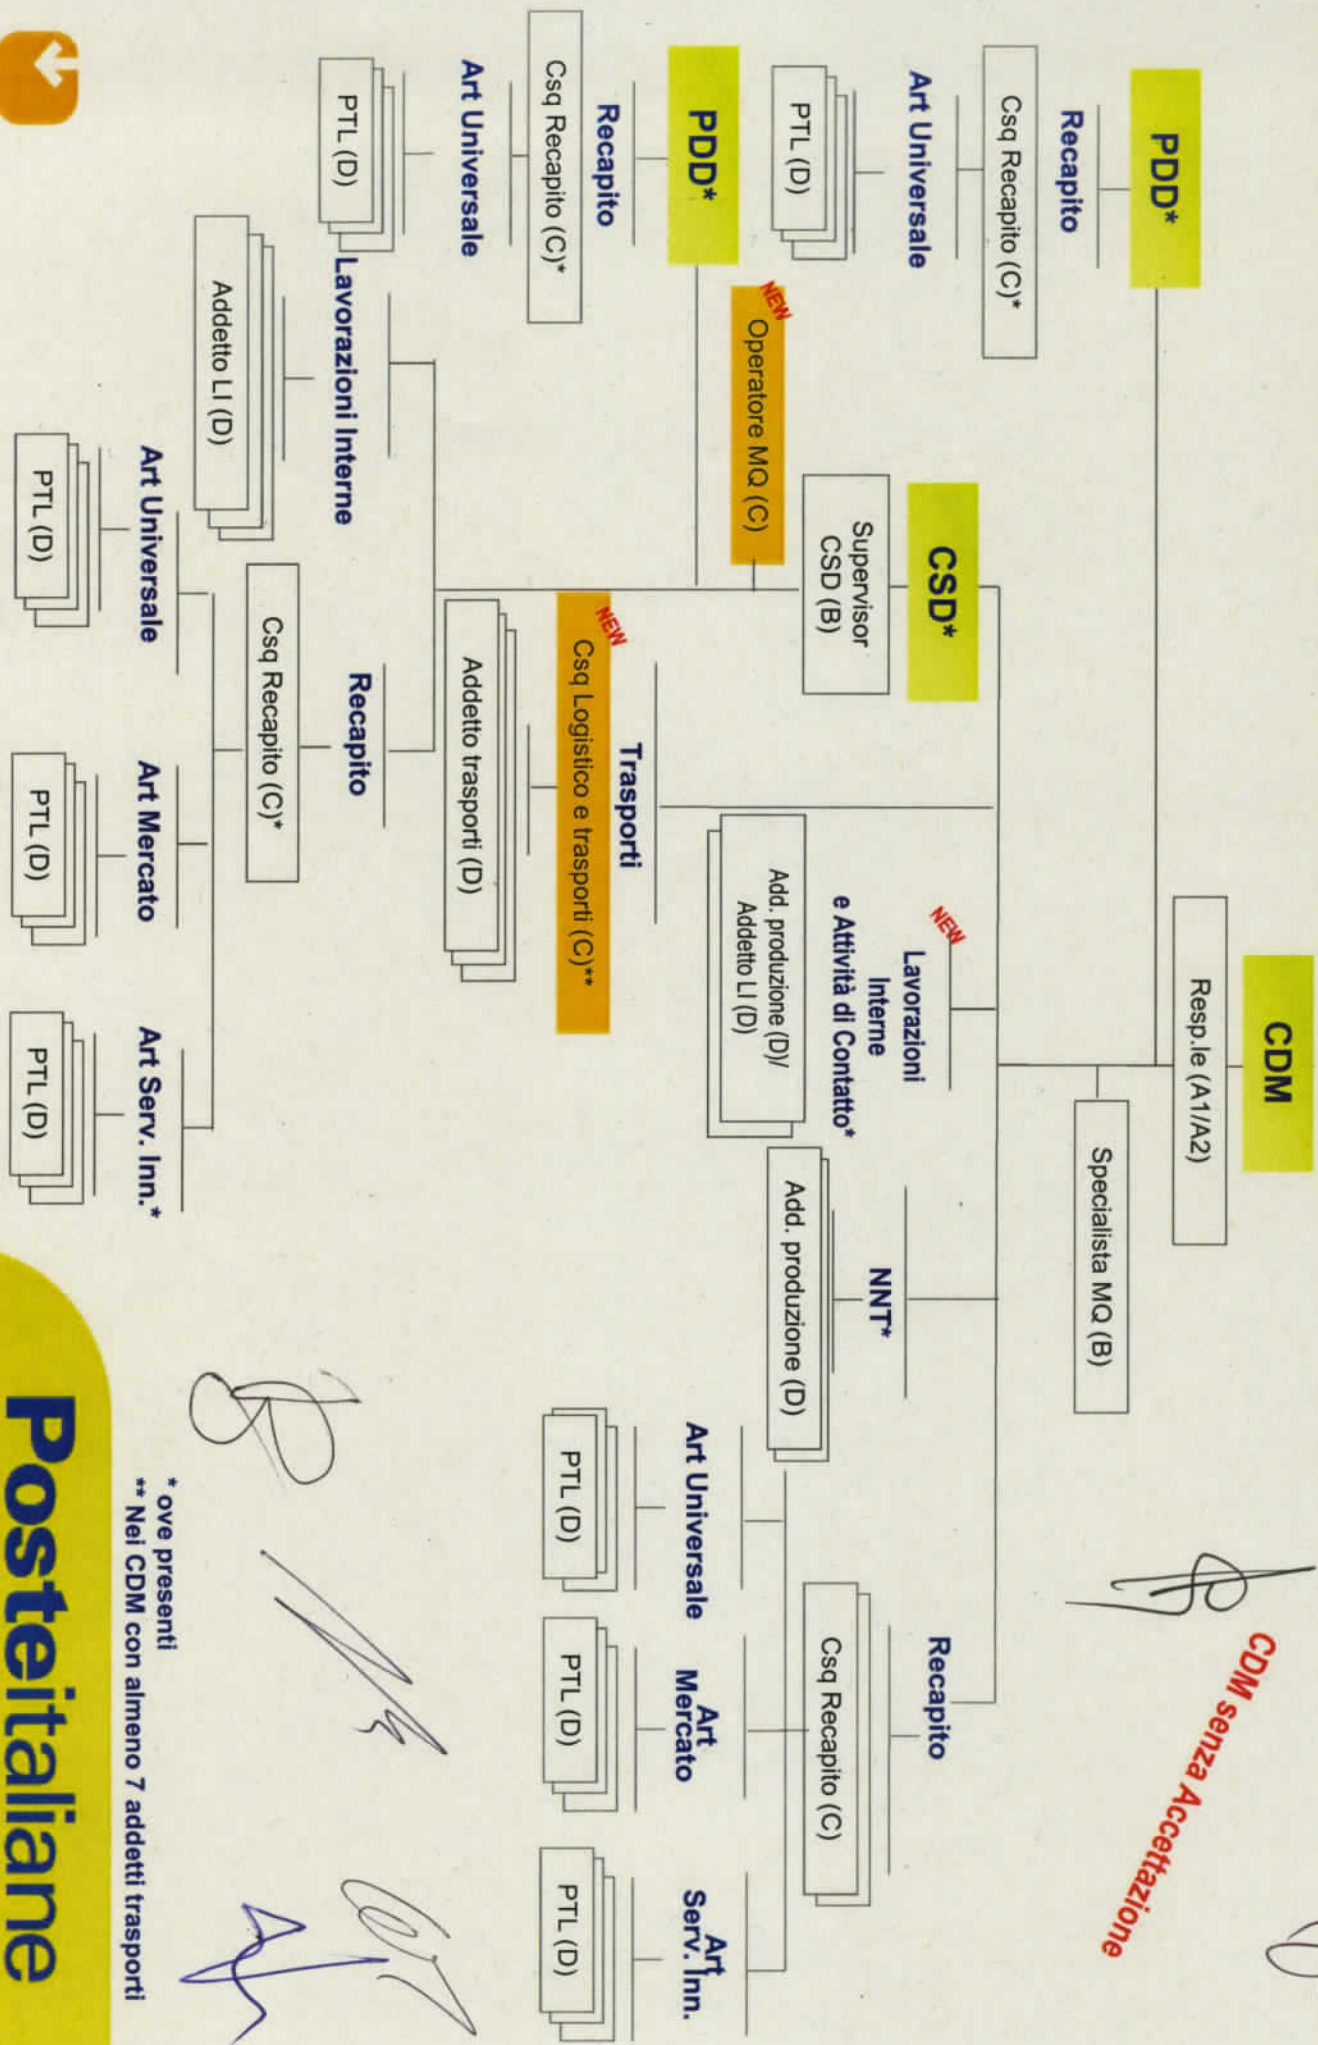 CDM
CDM senza Accettazione
Resp.le (A1/A2)
Specialista MQ (B)
PDD*
Recapito
Csq Recapito (C)*
Art Universale
PTL (D)
CSD*
Supervisor
CSD (B)
NEW
Operatore MQ (C)
PDD*
Recapito
Csq Recapito (C)*
Art Universale
PTL (D)
Lavorazioni Interne
Addetto LI (D)
Recapito
Csq Recapito (C)*
Art Universale
PTL (D)
Art Mercato
PTL (D)
Art Serv. Inn.*
PTL (D)
Trasporti
NEW
Csq Logistico e trasporti (C)**
Addetto trasporti (D)
NEW
Lavorazioni
Interne
e Attività di Contatto*
Add. produzione (D)/
Addetto LI (D)
NNT*
Add. produzione (D)
Recapito
Csq Recapito (C)
Art Universale
PTL (D)
Art
Mercato
PTL (D)
Art
Serv. Inn.
PTL (D)
* ove presenti
** Nei CDM con almeno 7 addetti trasporti
Posteitaliane